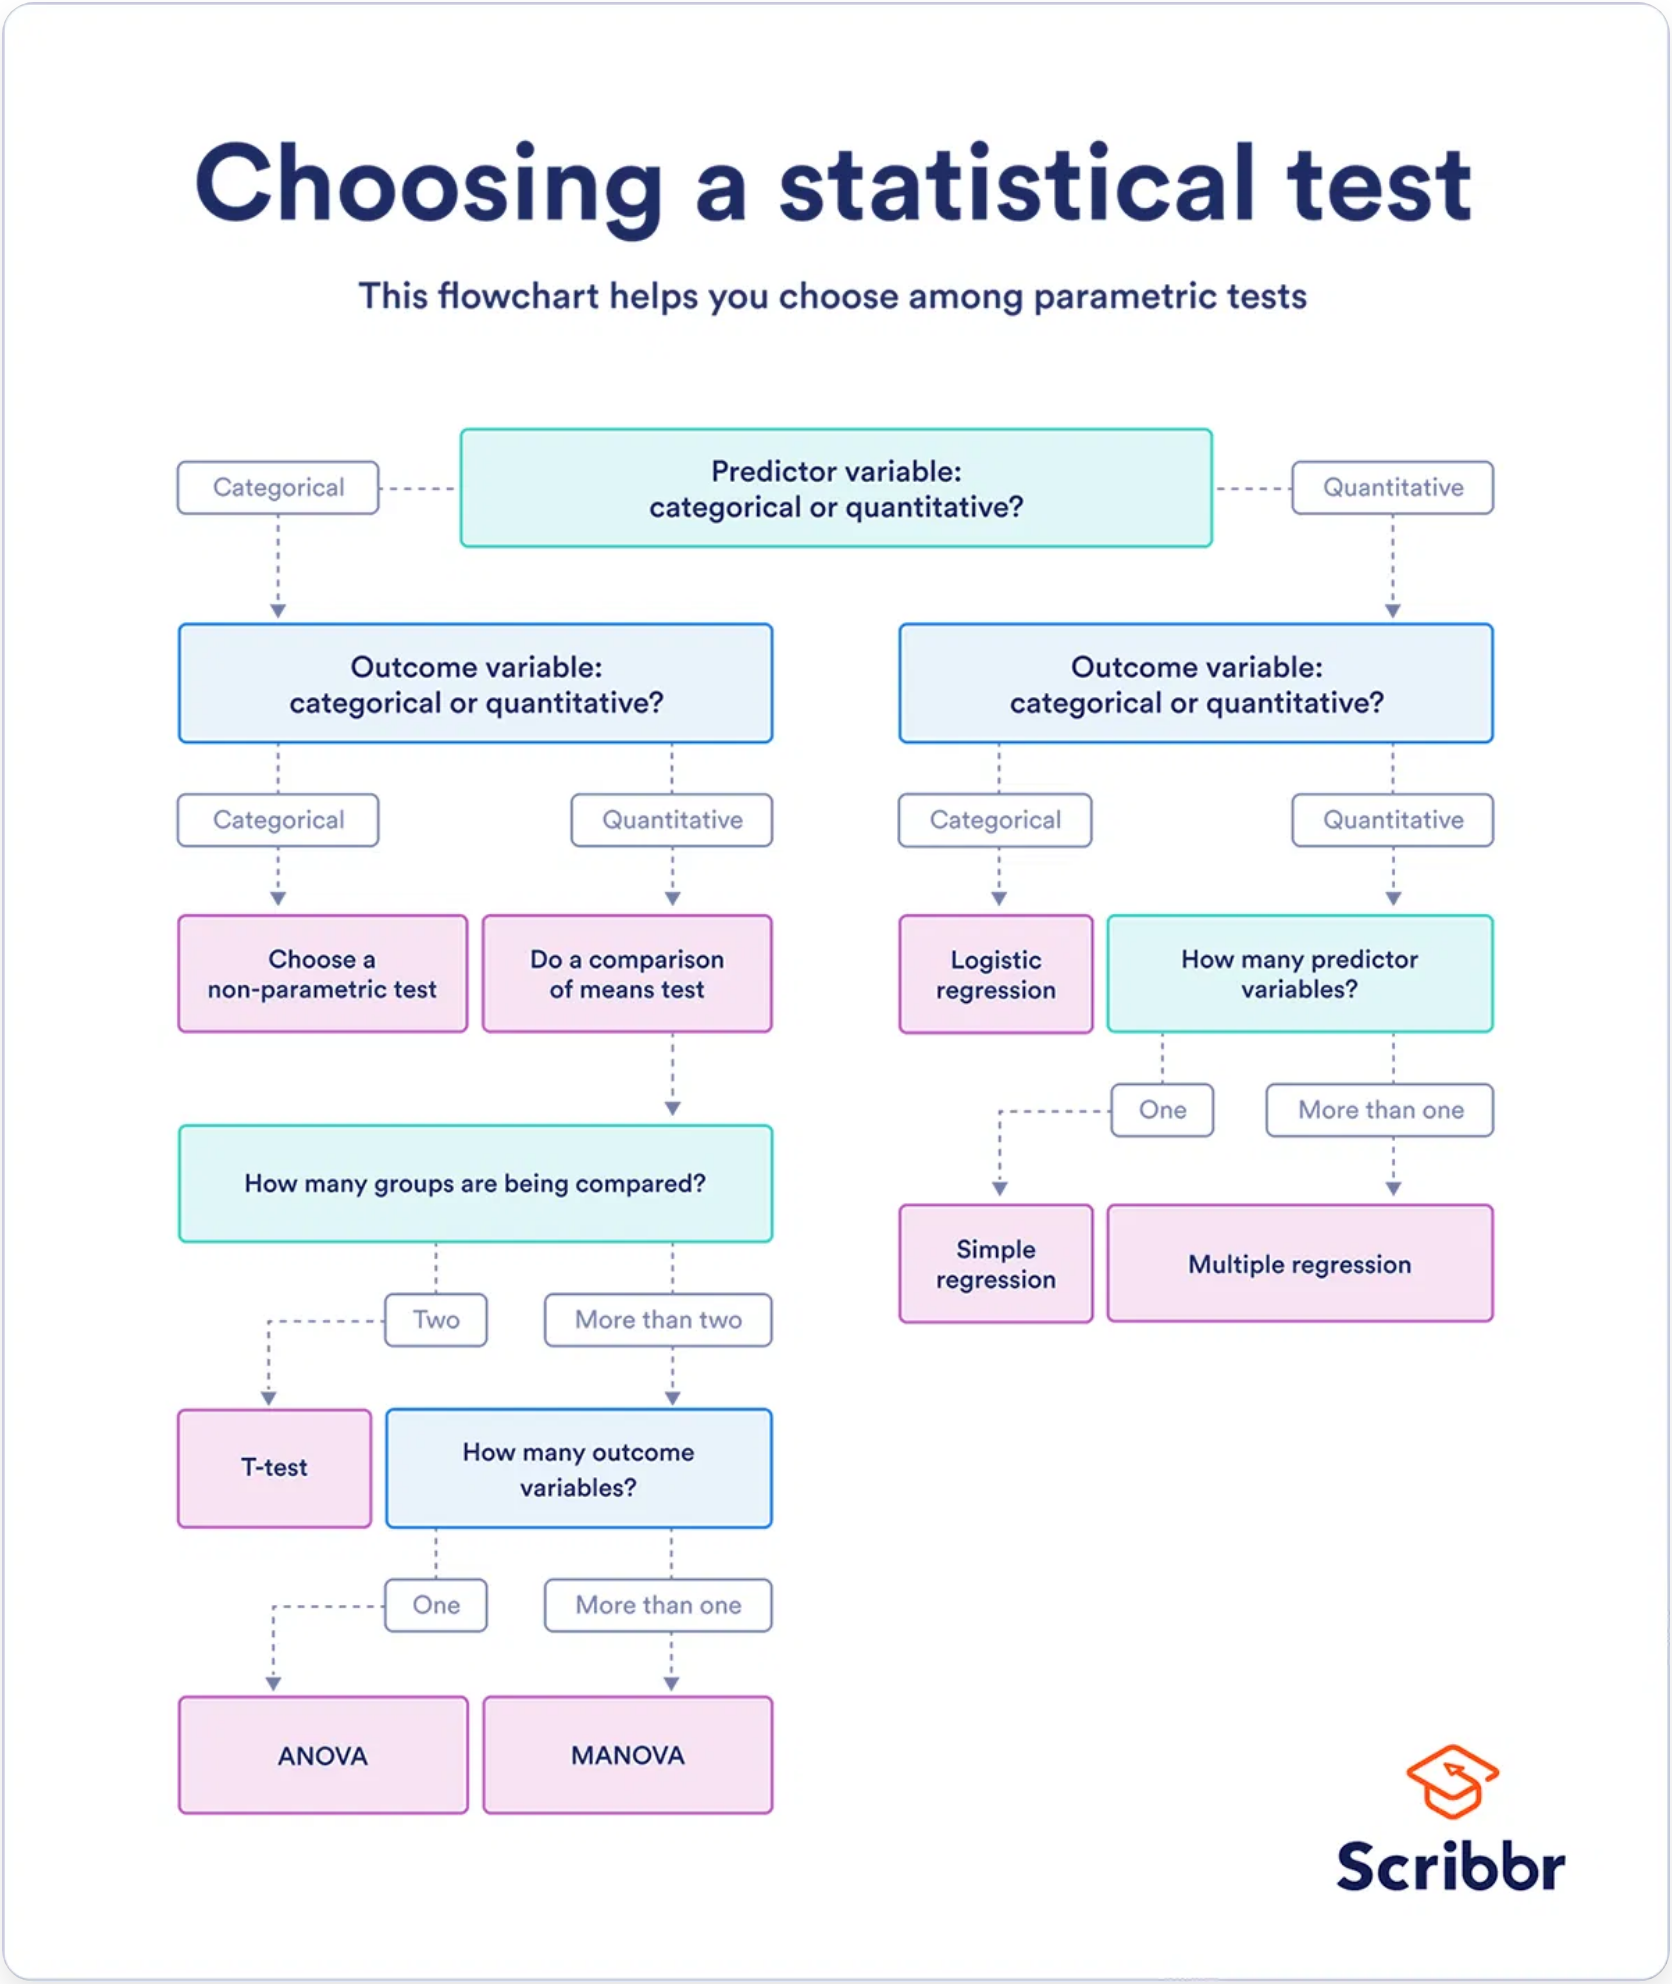 Choosing a statistical test
This flowchart helps you choose among parametric tests
Predictor variable:
categorical or quantitative?
Categorical
Quantitative
Outcome variable:
categorical or quantitative?
Outcome variable:
categorical or quantitative?
Categorical
Quantitative
Categorical
Quantitative
Choose a
non-parametric test
Do a comparison
of means test
Logistic
regression
How many predictor
variables?
One
More than one
How many groups are being compared?
Simple
regression
Multiple regression
Two
More than two
T-test
How many outcome
variables?
One
More than one
ANOVA
MANOVA
Scribbr